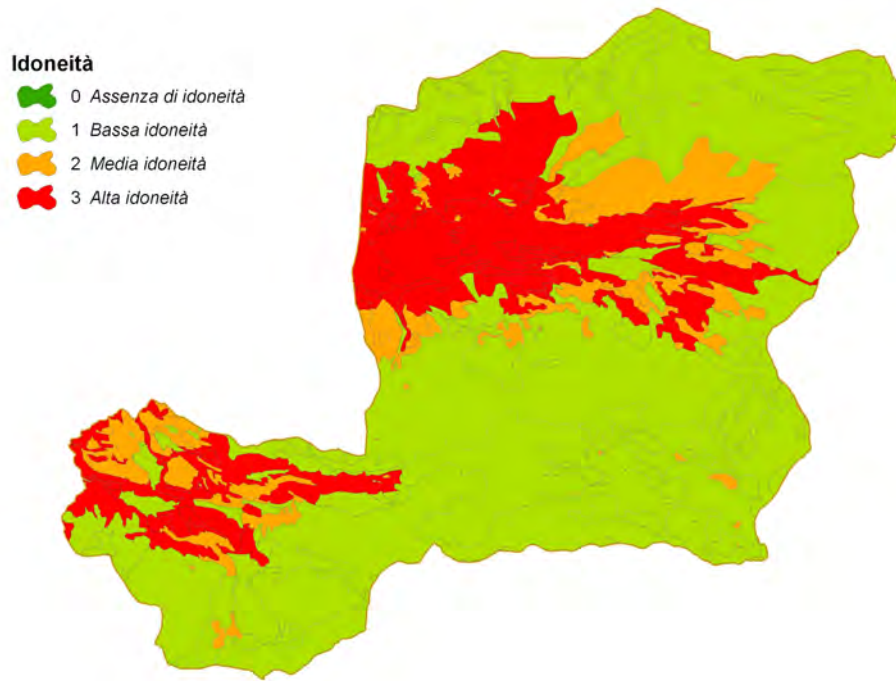 Idoneità
0 Assenza di idoneità
1 Bassa idoneità
2 Media idoneità
3 Alta idoneità